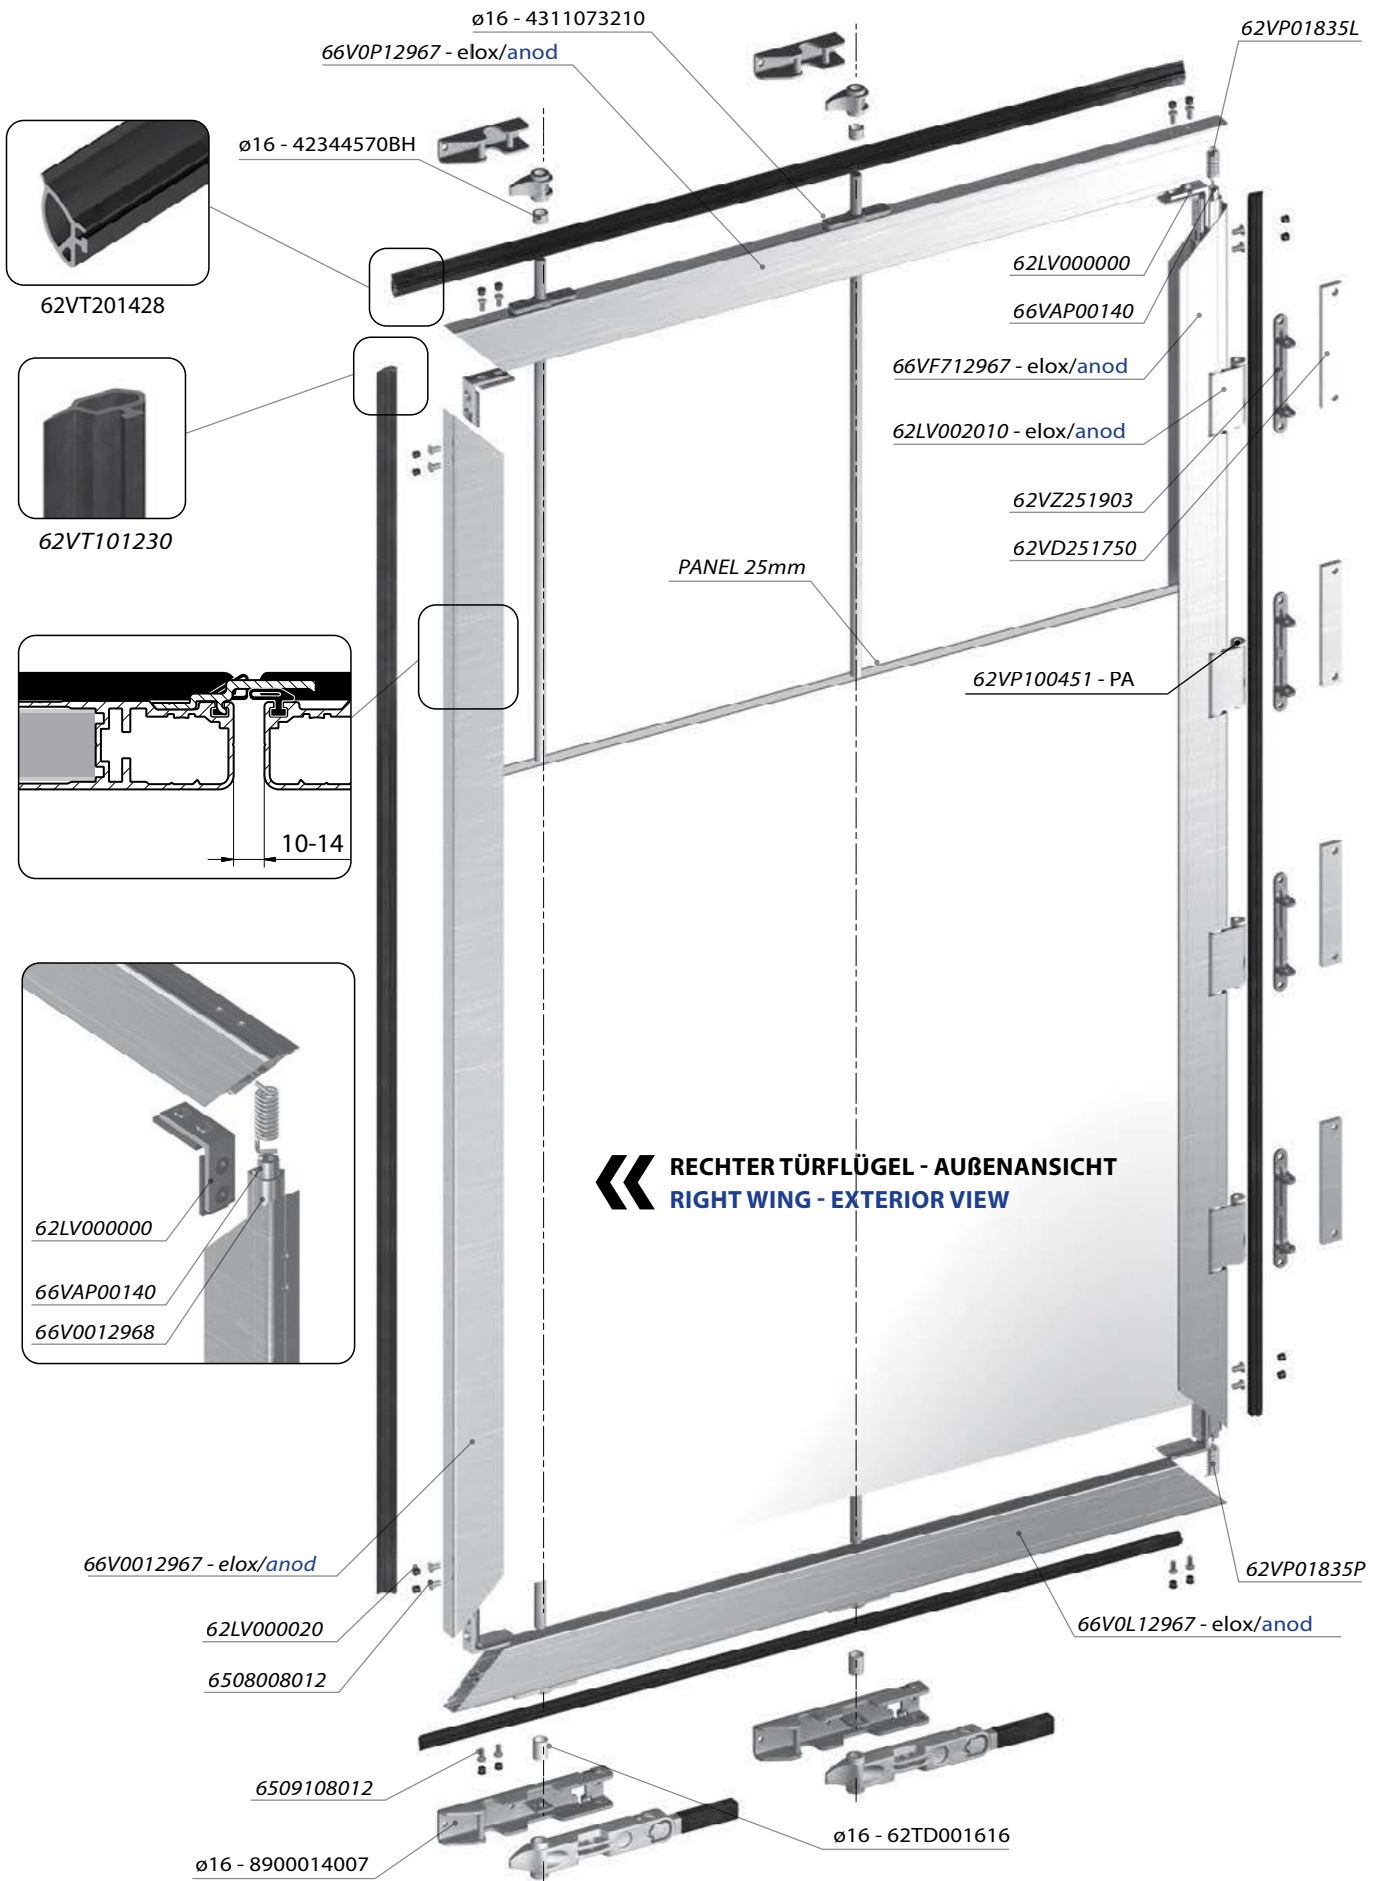 ø16 - 4311073210
62VP01835L
66V0P12967 - elox/anod
ø16 - 42344570BH
62VT201428
62LV000000
66VAP00140
66VF712967 - elox/anod
62LV002010 - elox/anod
62VZ251903
62VT101230
62VD251750
PANEL 25mm
62VP100451 - PA
10-14
RECHTER TÜRFLÜGEL - AUßENANSICHT
RIGHT WING - EXTERIOR VIEW
62LV000000
66VAP00140
66V0012968
66V0012967 - elox/anod
62VP01835P
62LV000020
66V0L12967 - elox/anod
6508008012
6509108012
ø16 - 62TD001616
ø16 - 8900014007